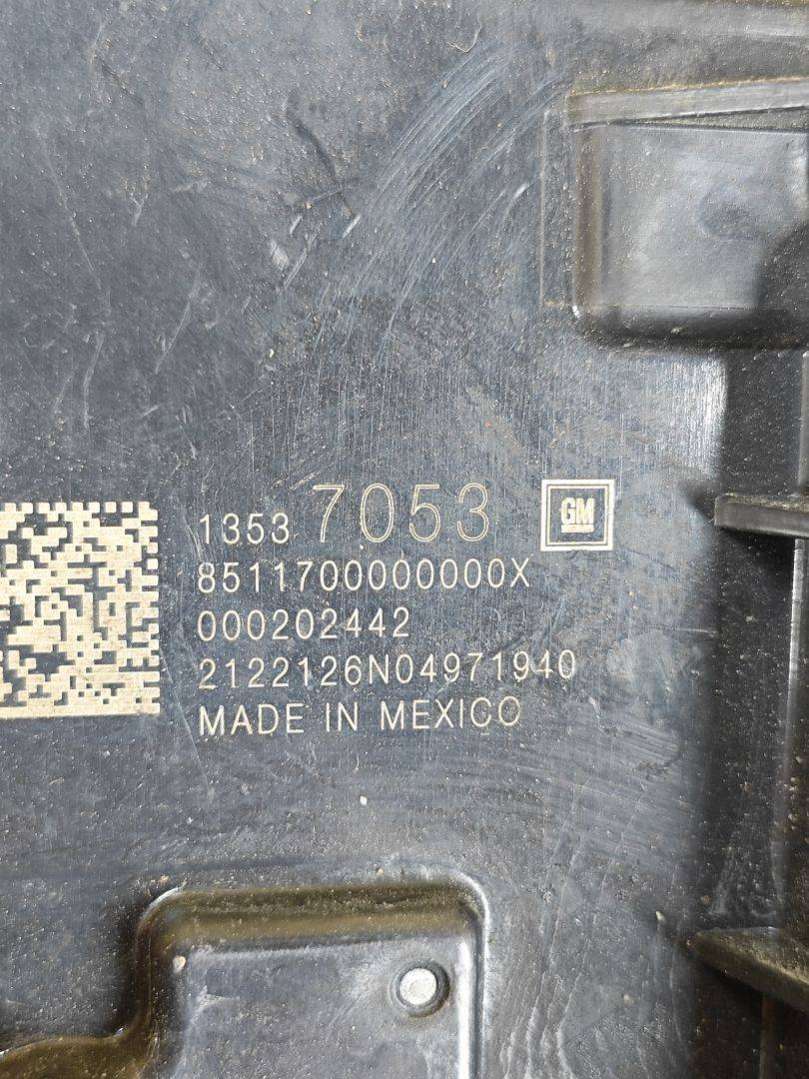 1353 7053 GM
8511700000000X
000202442
2122126N04971940
MADE IN MEXICO